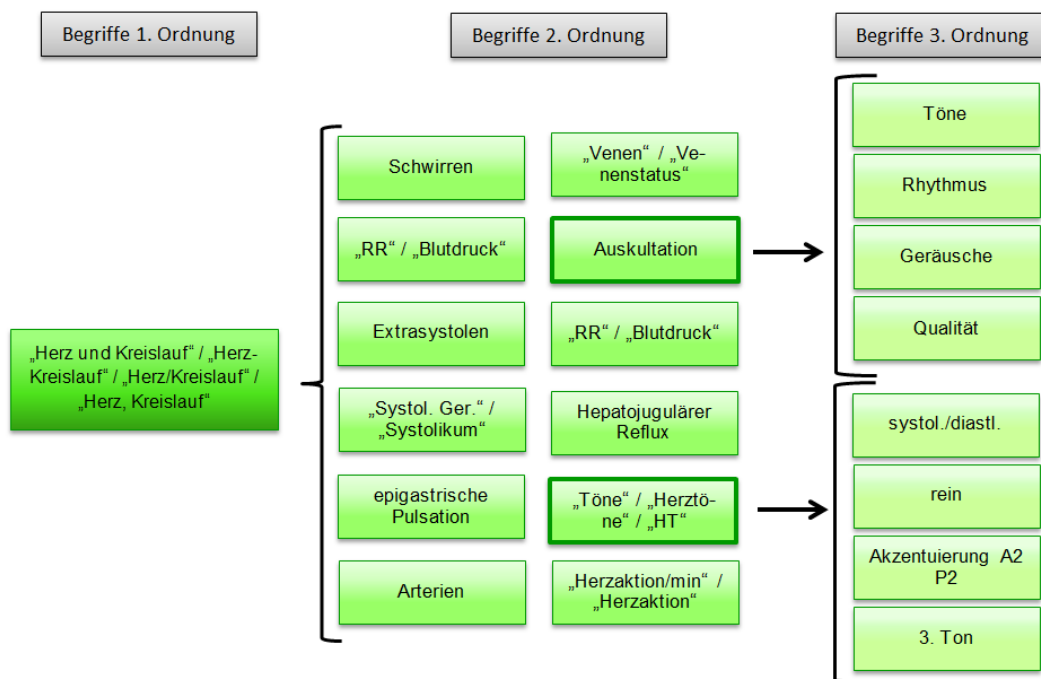 Begriffe 1. Ordnung
Begriffe 2. Ordnung
Begriffe 3. Ordnung
„Herz und Kreislauf“ / „Herz-
Kreislauf“ / „Herz/Kreislauf“ /
„Herz, Kreislauf“
Schwirren
„Venen“ / „Ve-
nenstatus“
„RR“ / „Blutdruck“
Auskultation
Extrasystolen
„RR“ / „Blutdruck“
„Systol. Ger.“ /
„Systolikum“
Hepatojugulärer
Reflux
epigastrische
Pulsation
„Töne“ / „Herztö-
ne“ / „HT“
Arterien
„Herzaktion/min“ /
„Herzaktion“
Töne
Rhythmus
Geräusche
Qualität
systol./diastl.
rein
Akzentuierung A2
P2
3. Ton